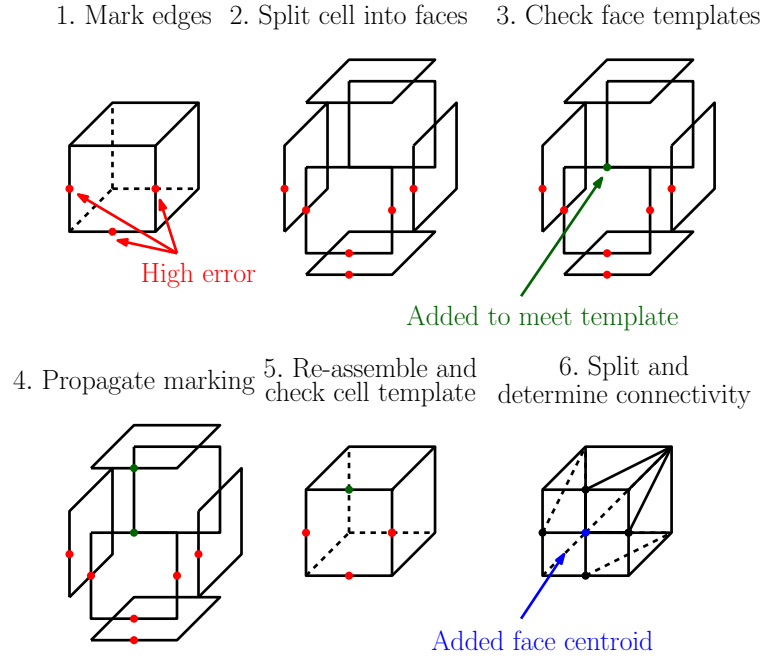 1. Mark edges
2. Split cell into faces
3. Check face templates
High error
Added to meet template
4. Propagate marking
5. Re-assemble and
check cell template
6. Split and
determine connectivity
Added face centroid